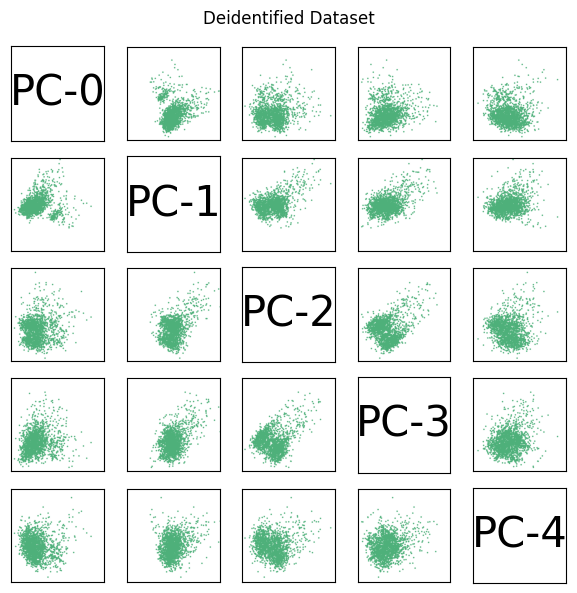 Deidentified Dataset
PC-0
PC-1
PC-2
PC-3
PC-4